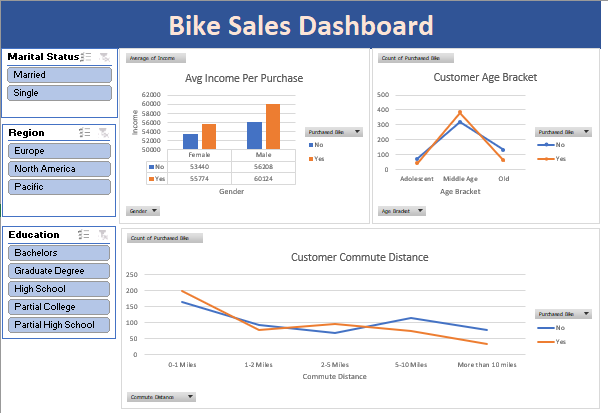 Bike Sales Dashboard
Marital Status
Married
Single
Region
Europe
North America
Pacific
Education
Bachelors
Graduate Degree
High School
Partial College
Partial High School
Average of Income
Avg Income Per Purchase
62000
60000
58000
56000
54000
52000
50000
Income
Female Male
No 53440 56208
Yes 55774 60124
Gender
Purchased Bike
No
Yes
Gender
Count of Purchased Bike
Customer Age Bracket
500
400
300
200
100
0
Adolescent Middle Age Old
Age Bracket
Purchased Bike
No
Yes
Age Bracket
Count of Purchased Bike
Customer Commute Distance
250
200
150
100
50
0
0-1 Miles 1-2 Miles 2-5 Miles 5-10 Miles More than 10 miles
Commute Distance
Purchased Bike
No
Yes
Commute Distance